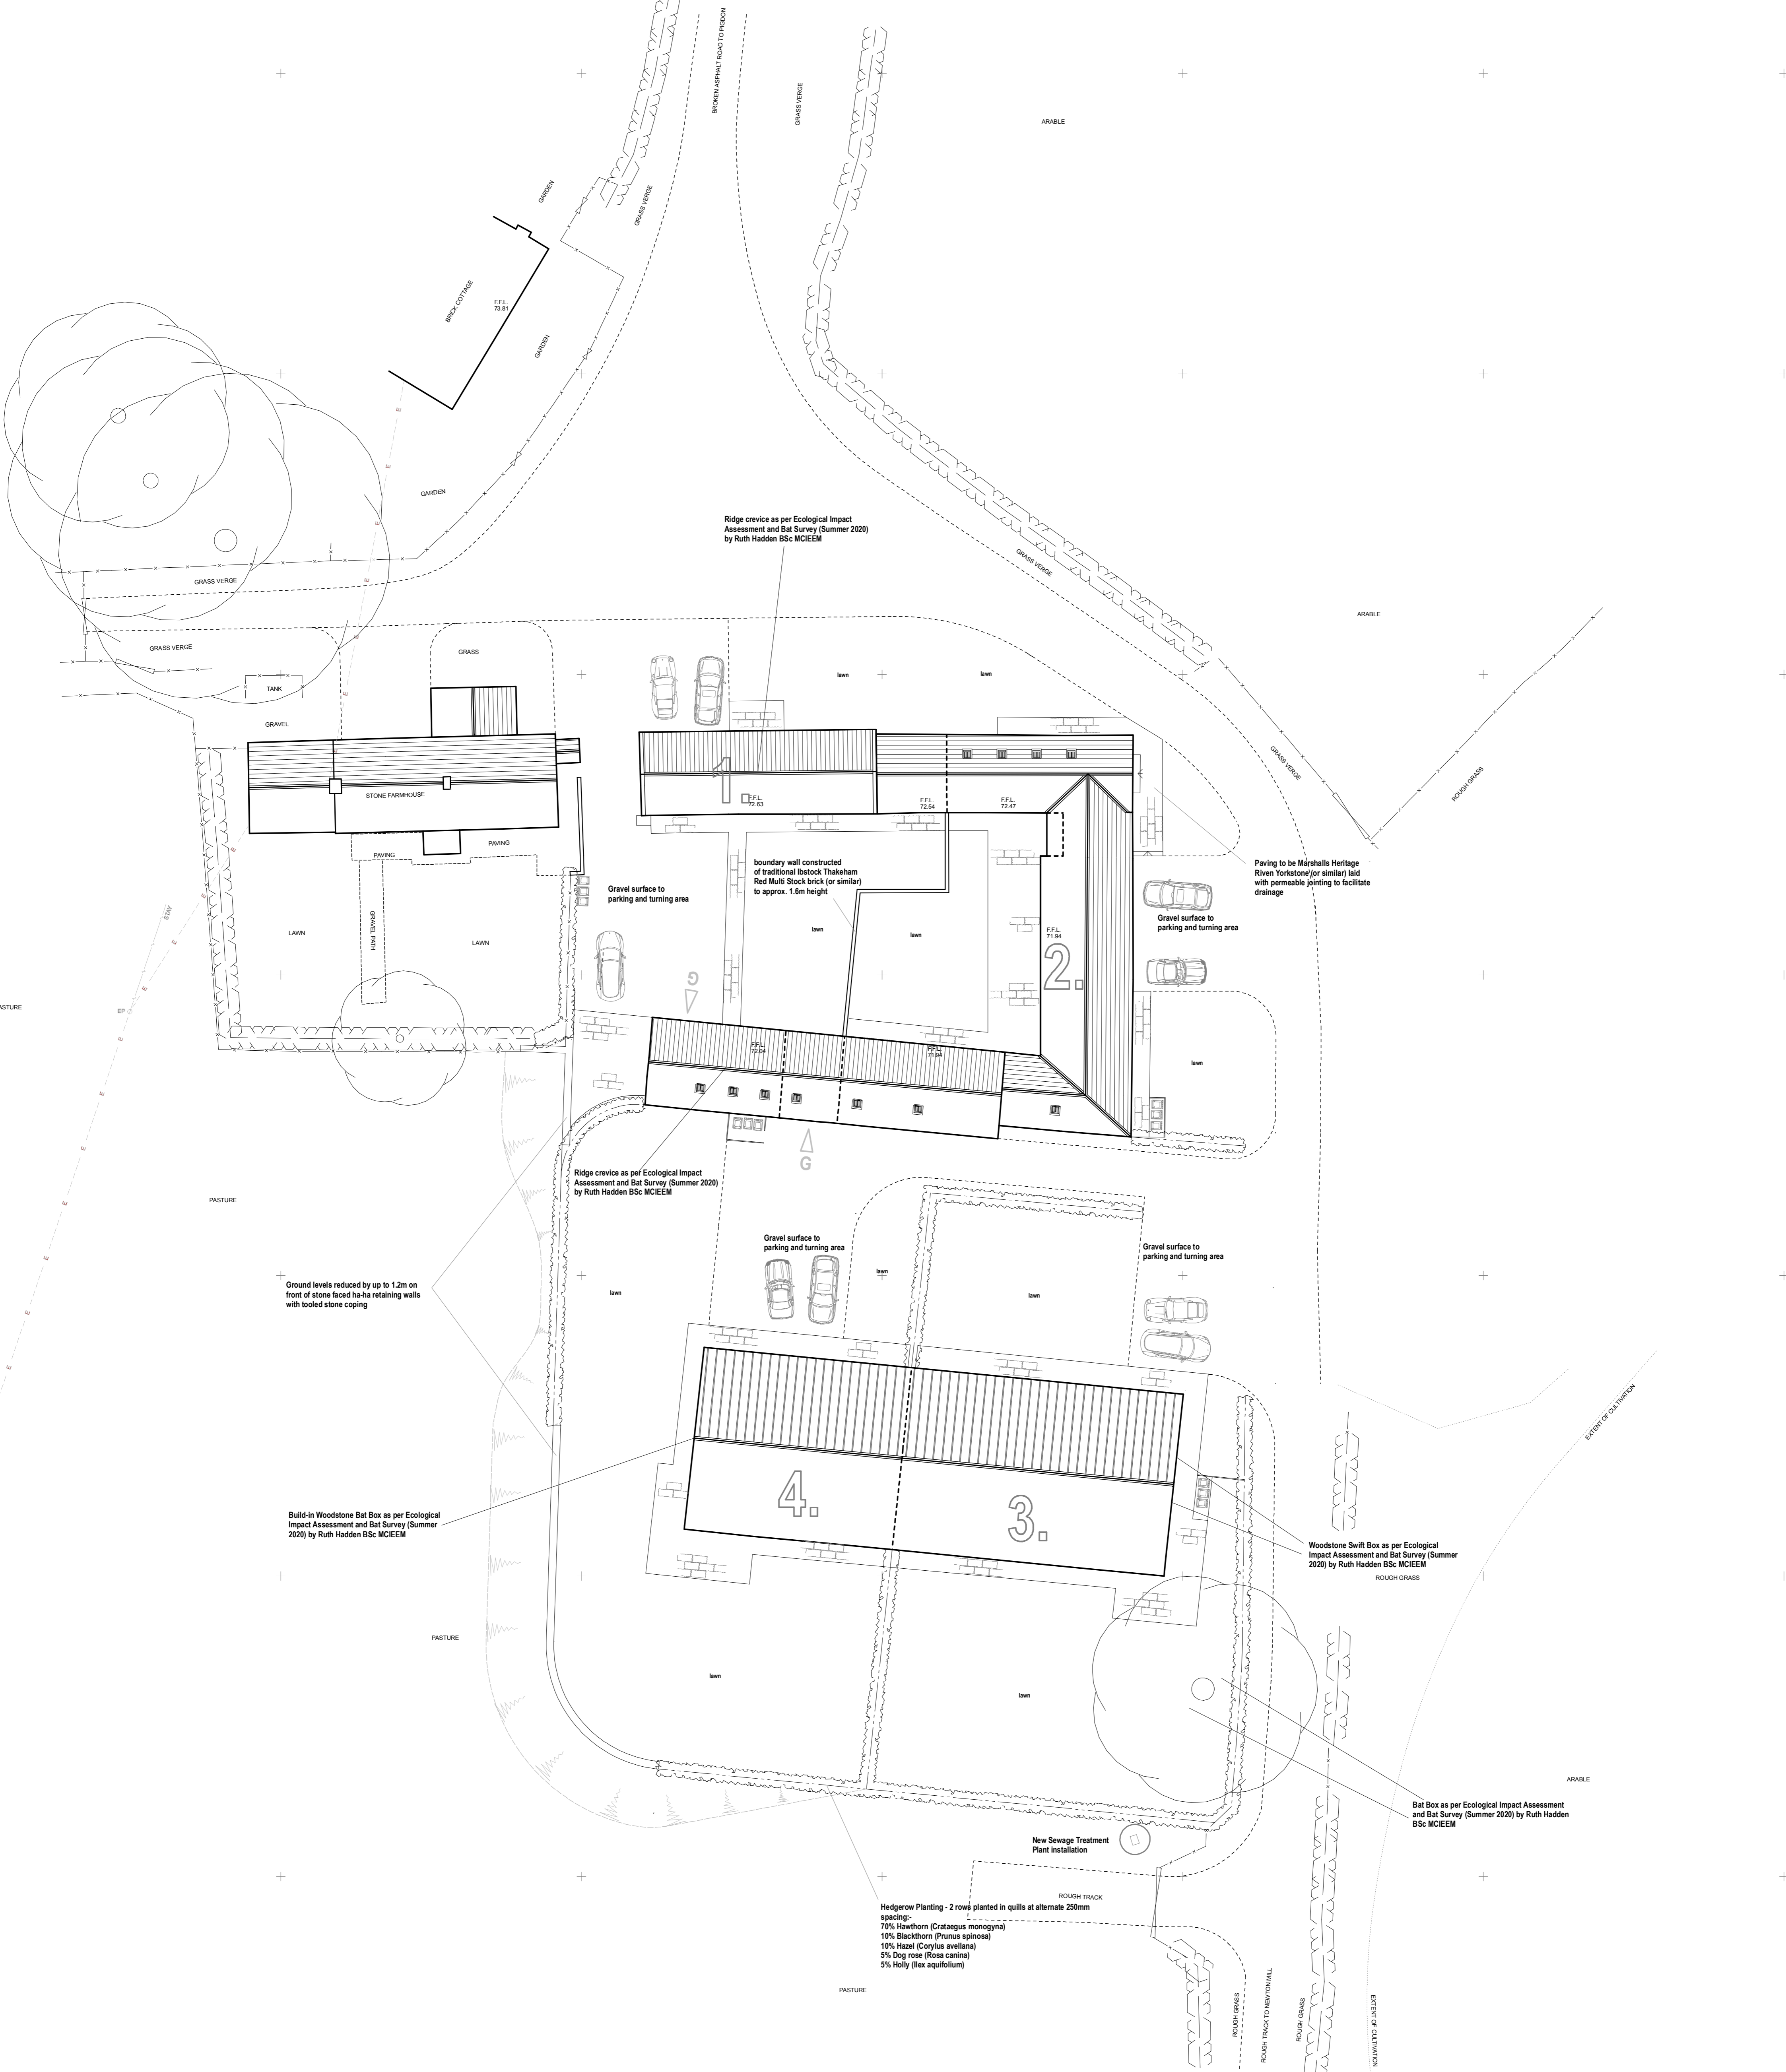 BROKEN ASPHALT ROAD TO PIGDON
GRASS VERGE
ARABLE
GARDEN
GRASS VERGE
BRICK COTTAGE
F.F.L.
73.81
GARDEN
E
E
GARDEN
E
Ridge crevice as per Ecological Impact
Assessment and Bat Survey (Summer 2020)
by Ruth Hadden BSc MCIEEM
GRASS VERGE
E
GRASS VERGE
ARABLE
E
GRASS VERGE
GRASS
TANK
E
GRAVEL
E
lawn
lawn
GRASS VERGE
ROUGH GRASS
STONE FARMHOUSE
1.
F.F.L.
72.63
F.F.L.
72.54
F.F.L.
72.47
PAVING
PAVING
E
boundary wall constructed
of traditional Ibstock Thakeham
Red Multi Stock brick (or similar)
to approx. 1.6m height
Paving to be Marshalls Heritage
Riven Yorkstone (or similar) laid
with permeable jointing to facilitate
drainage
Gravel surface to
parking and turning area
E
STAY
GRAVEL PATH
LAWN
LAWN
lawn
lawn
F.F.L.
71.94
2.
Gravel surface to
parking and turning area
E
E
G
ASTURE
EP
E
F.F.L.
72.04
F.F.L.
71.94
lawn
E
E
G
Ridge crevice as per Ecological Impact
Assessment and Bat Survey (Summer 2020)
by Ruth Hadden BSc MCIEEM
PASTURE
E
Gravel surface to
parking and turning area
Gravel surface to
parking and turning area
E
lawn
lawn
lawn
Ground levels reduced by up to 1.2m on
front of stone faced ha-ha retaining walls
with tooled stone coping
E
E
EXTENT OF CULTIVATION
4.
3.
Build-in Woodstone Bat Box as per Ecological
Impact Assessment and Bat Survey (Summer
2020) by Ruth Hadden BSc MCIEEM
Woodstone Swift Box as per Ecological
Impact Assessment and Bat Survey (Summer
2020) by Ruth Hadden BSc MCIEEM
ROUGH GRASS
PASTURE
lawn
lawn
ARABLE
Bat Box as per Ecological Impact Assessment
and Bat Survey (Summer 2020) by Ruth Hadden
BSc MCIEEM
New Sewage Treatment
Plant installation
ROUGH TRACK
Hedgerow Planting - 2 rows planted in quills at alternate 250mm
spacing:-
70% Hawthorn (Crataegus monogyna)
10% Blackthorn (Prunus spinosa)
10% Hazel (Corylus avellana)
5% Dog rose (Rosa canina)
5% Holly (Ilex aquifolium)
PASTURE
ROUGH GRASS
ROUGH TRACK TO NEWTON MILL
ROUGH GRASS
EXTENT OF CULTIVATION